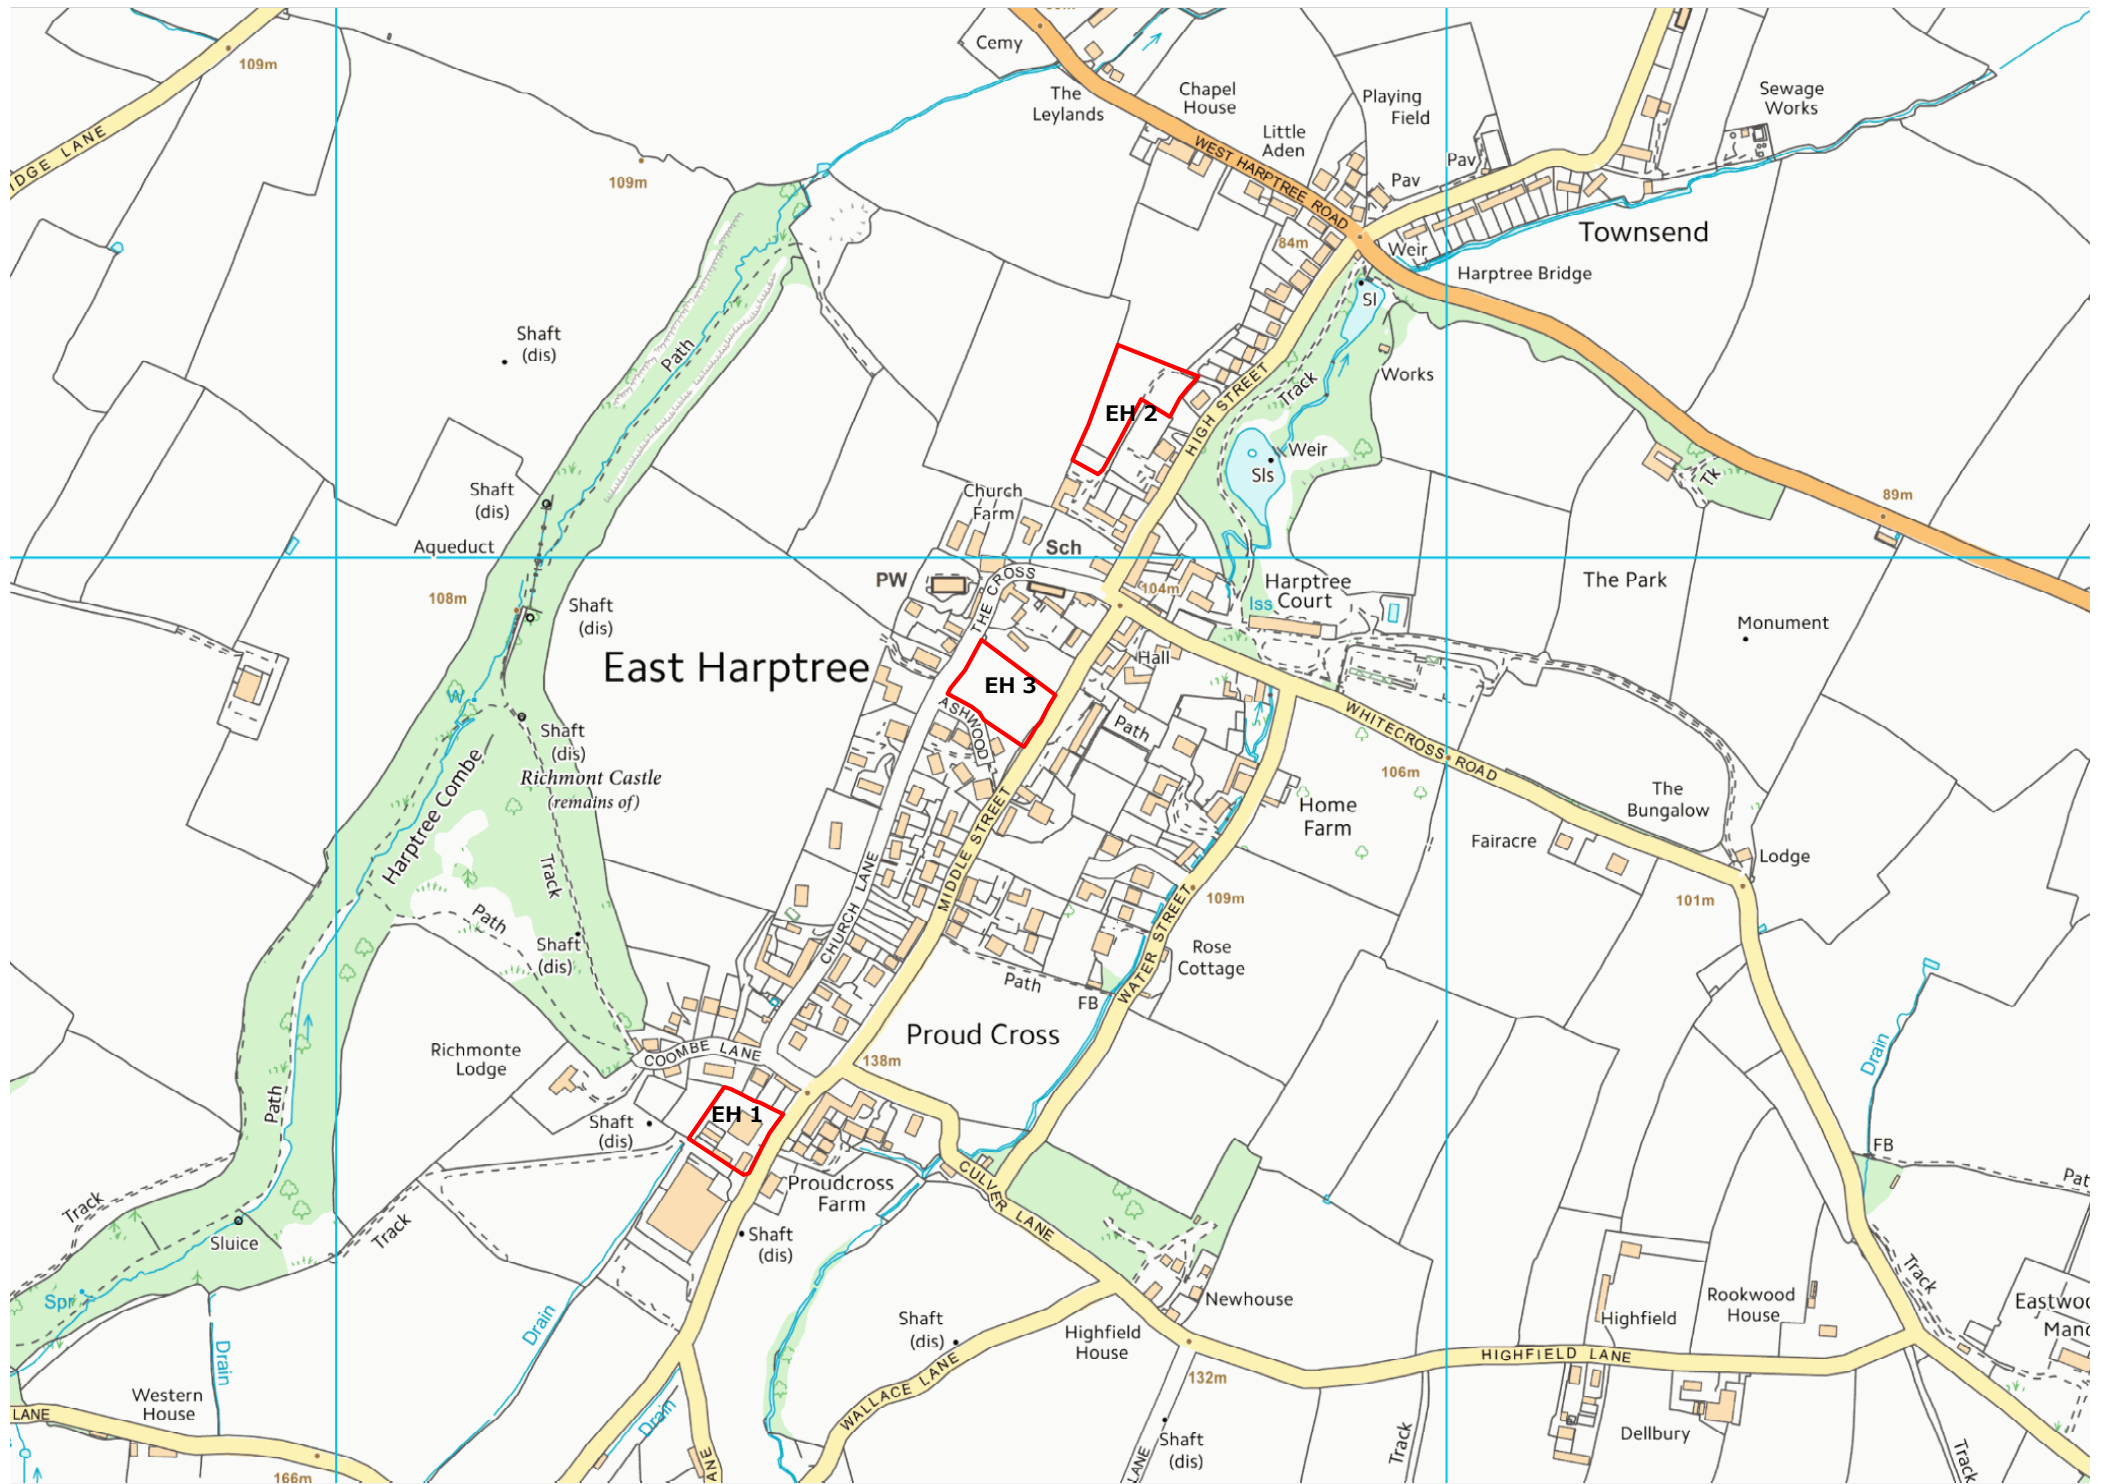 Cemy
109m
The
Leylands
Chapel
House
Playing
Field
Sewage
Works
IDGE LANE
109m
Little
Aden
WEST HARPTREE ROAD
Pav
Pav
Townsend
84m
Weir
Harptree Bridge
Sl
Shaft
(dis)
Path
Works
Track
HIGH STREET
EH 2
Weir
Sls
Tk
89m
Shaft
(dis)
Church
Farm
Aqueduct
Sch
PW
THE CROSS
104m
Harptree
Court
Iss
The Park
108m
Shaft
(dis)
Monument
East Harptree
Hall
EH 3
W
ASHWOOD
Path
WHITECROSS ROAD
Shaft
(dis)
Richmont Castle
(remains of)
106m
Harptree Combe
The
Bungalow
Home
Farm
Fairacre
Lodge
Track
MIDDLE STREET
CHURCH LANE
109m
101m
Path
Shaft
(dis)
WATER STREET
Rose
Cottage
Path
FB
Proud Cross
Richmonte
Lodge
COOMBE LANE
138m
Drain
Path
EH 1
Shaft
(dis)
FB
Path
CULVER LANE
Proudcross
Farm
Track
Track
Sluice
Shaft
(dis)
Track
Spr
Newhouse
Highfield
Rookwood
House
Eastwo
Mano
Drain
Drain
Shaft
(dis)
Highfield
House
HIGHFIELD LANE
132m
WALLACE LANE
Western
House
LANE
Drain
Track
Dellbury
Shaft
(dis)
LANE
ANE
Track
166m